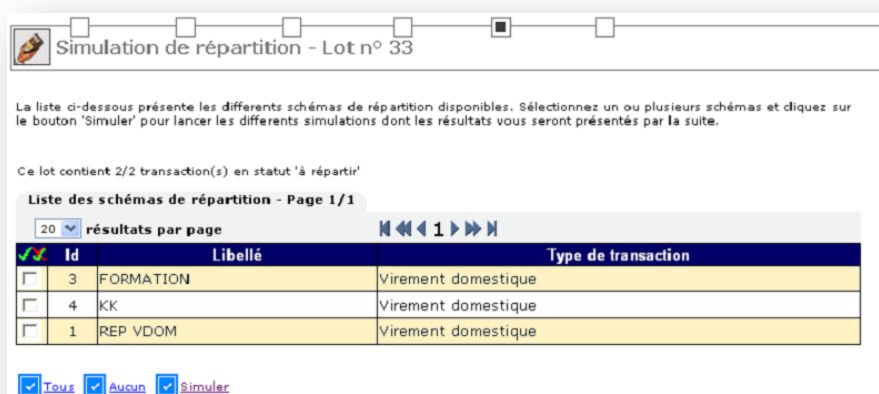 Simulation de répartition - Lot n° 33
La liste ci-dessous présente les differents schémas de répartition disponibles. Sélectionnez un ou plusieurs schémas et cliquez sur
le bouton 'Simuler' pour lancer les differents simulations dont les résultats vous seront présentés par la suite.
Ce lot contient 2/2 transaction(s) en statut 'à répartir'
Liste des schémas de répartition - Page 1/1
20 résultats par page 1
Id Libellé Type de transaction
3 FORMATION Virement domestique
4 KK Virement domestique
1 REP VDOM Virement domestique
Tous Aucun Simuler